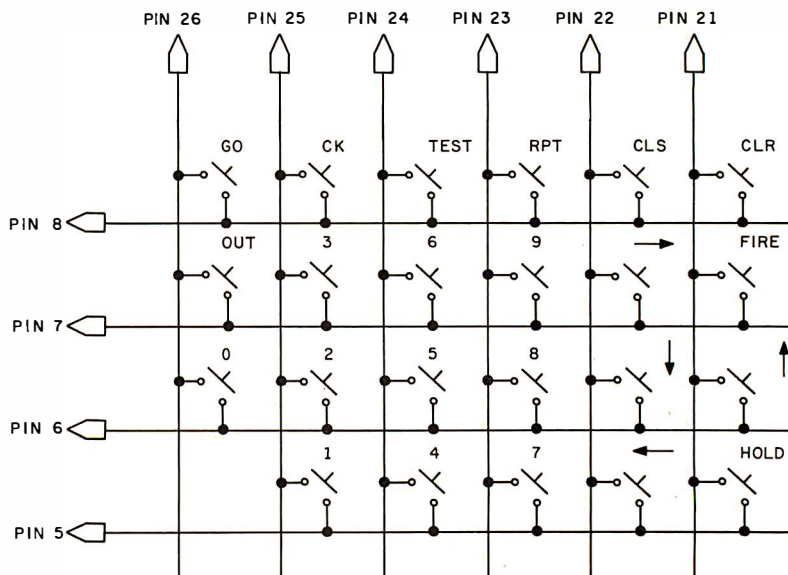 PIN 26 PIN 25 PIN 24 PIN 23 PIN 22 PIN 21
GO CK TEST RPT CLS CLR
PIN 8
OUT 3 6 9 FIRE
PIN 7
0 2 5 8
PIN 6
1 4 7 HOLD
PIN 5